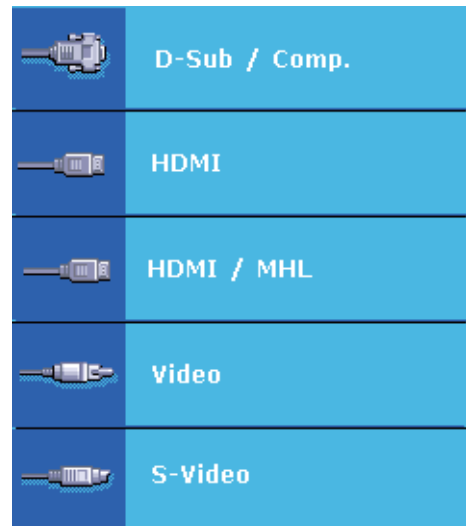 D-Sub / Comp.
HDMI
HDMI / MHL
Video
S-Video